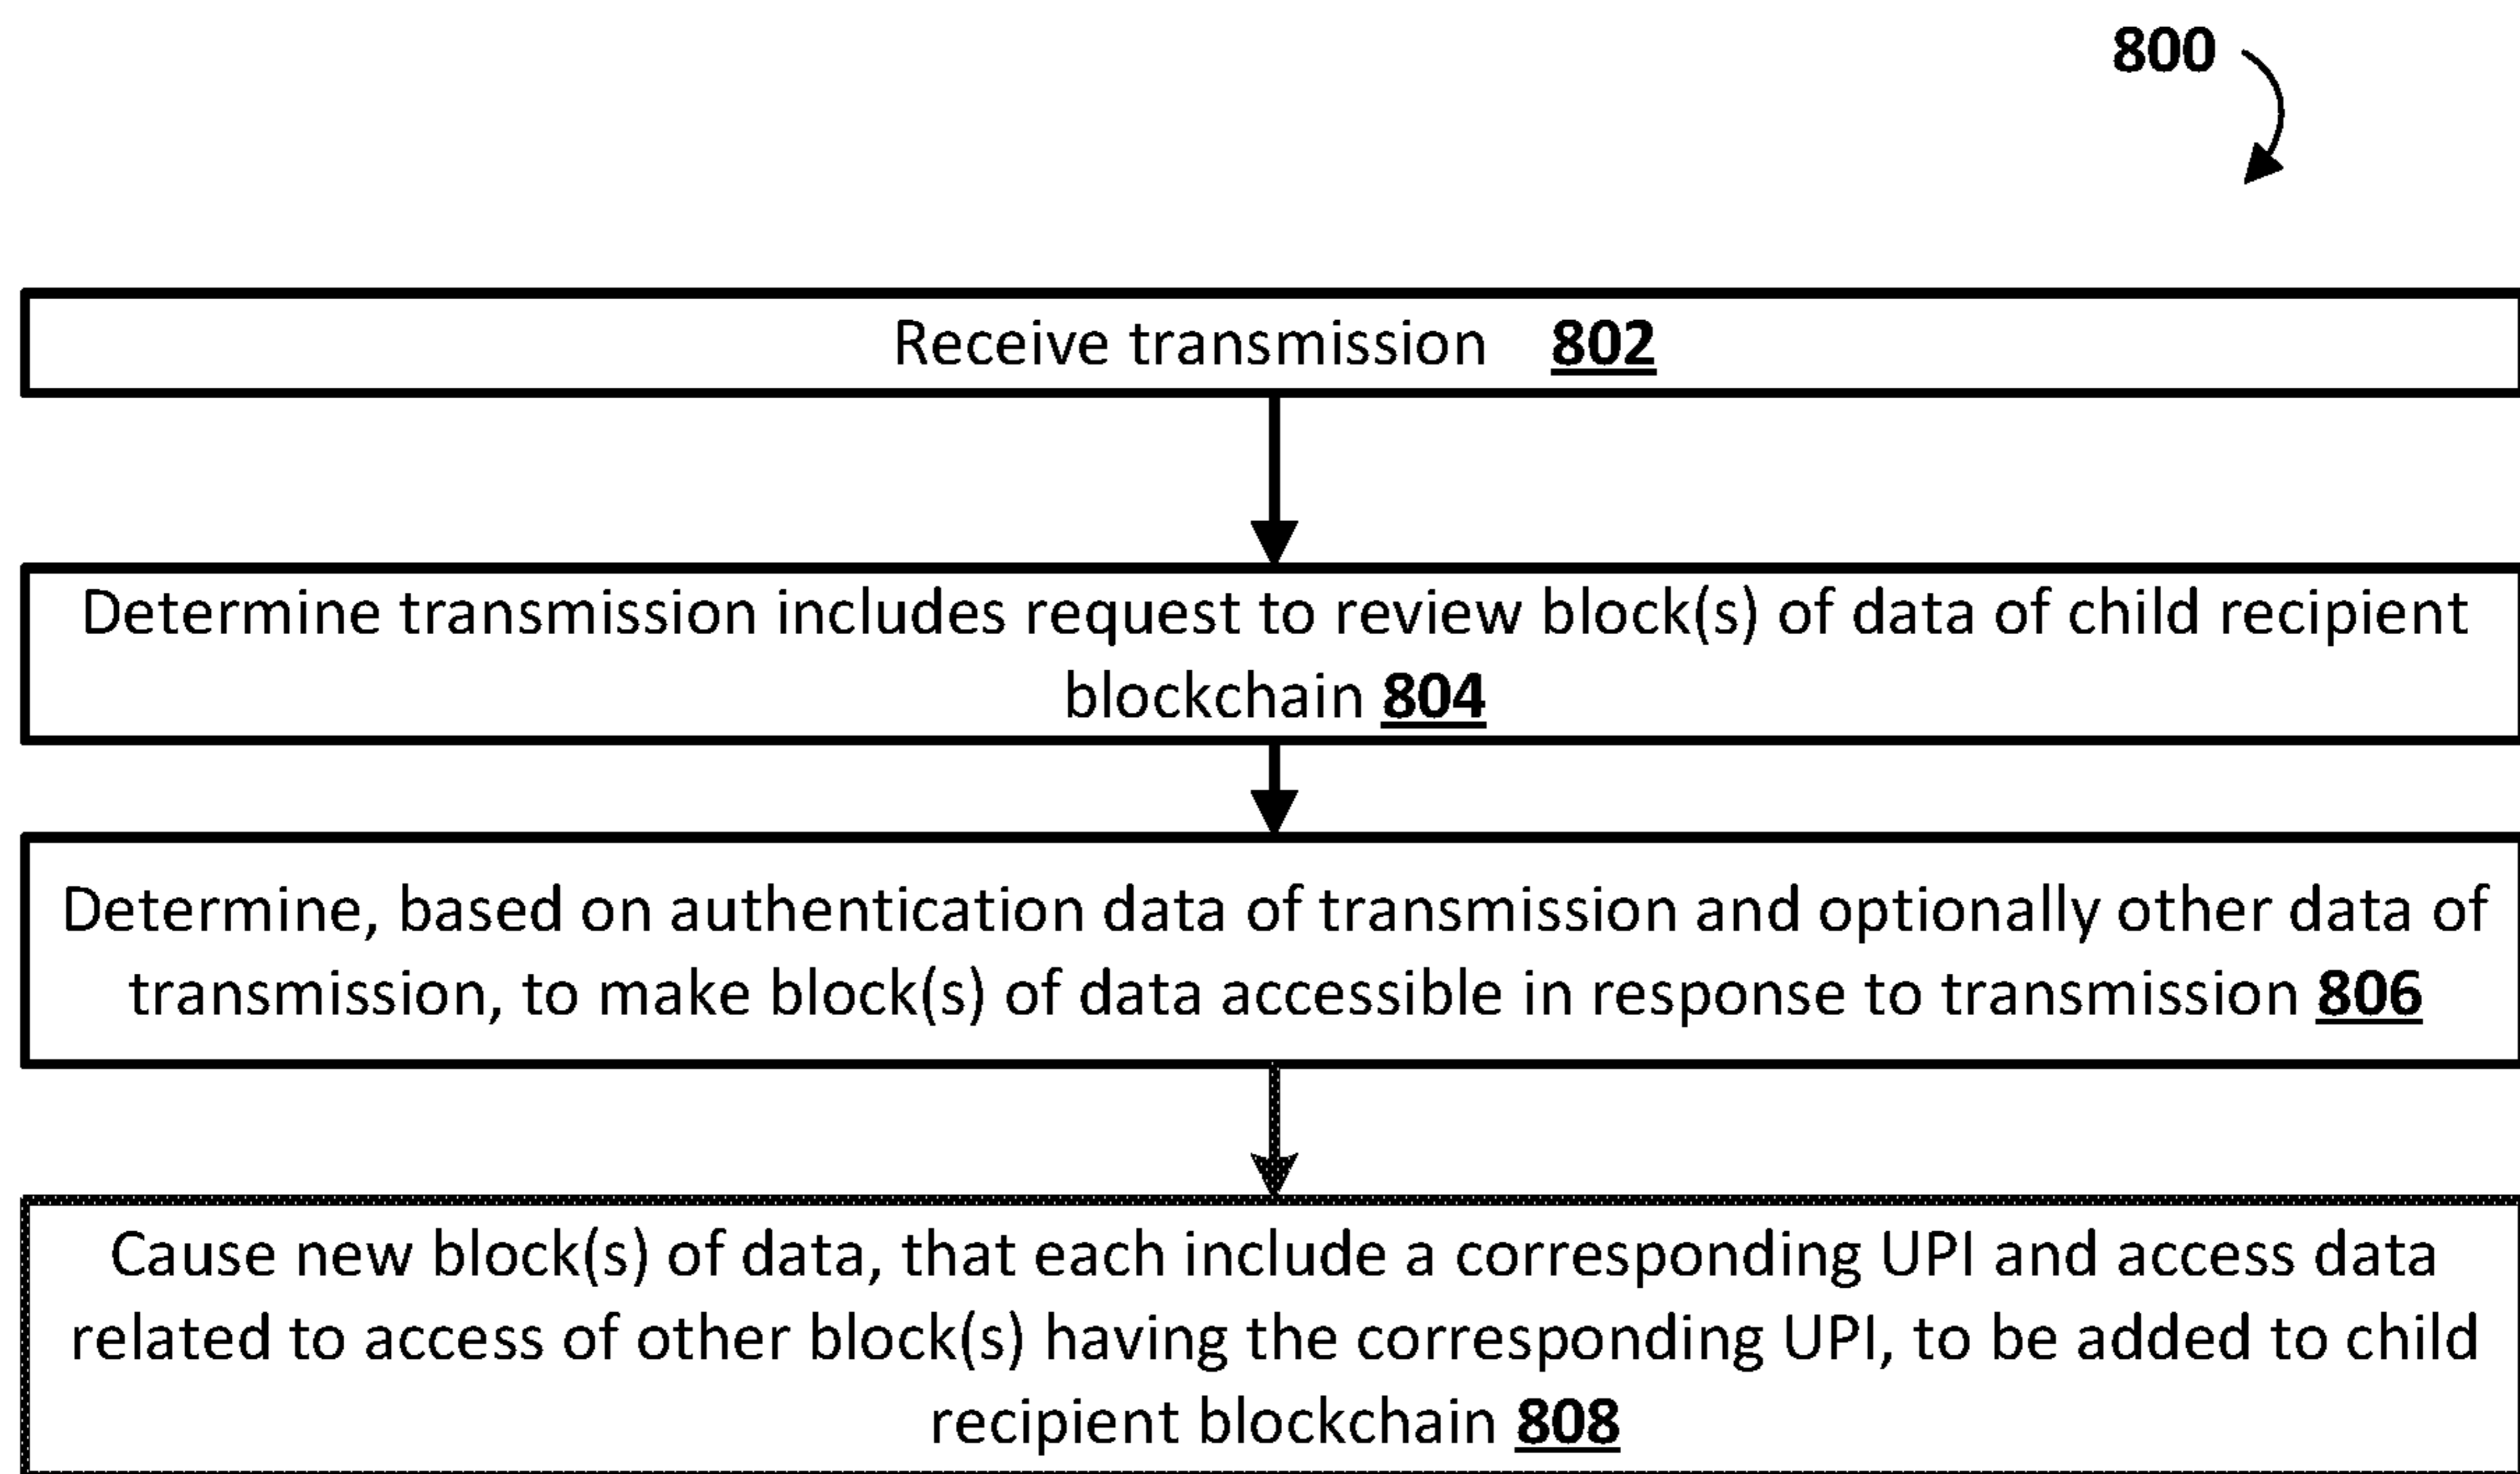 800
Receive transmission 802
Determine transmission includes request to review block(s) of data of child recipient
blockchain 804
Determine, based on authentication data of transmission and optionally other data of
transmission, to make block(s) of data accessible in response to transmission 806
Cause new block(s) of data, that each include a corresponding UPI and access data
related to access of other block(s) having the corresponding UPI, to be added to child
recipient blockchain 808